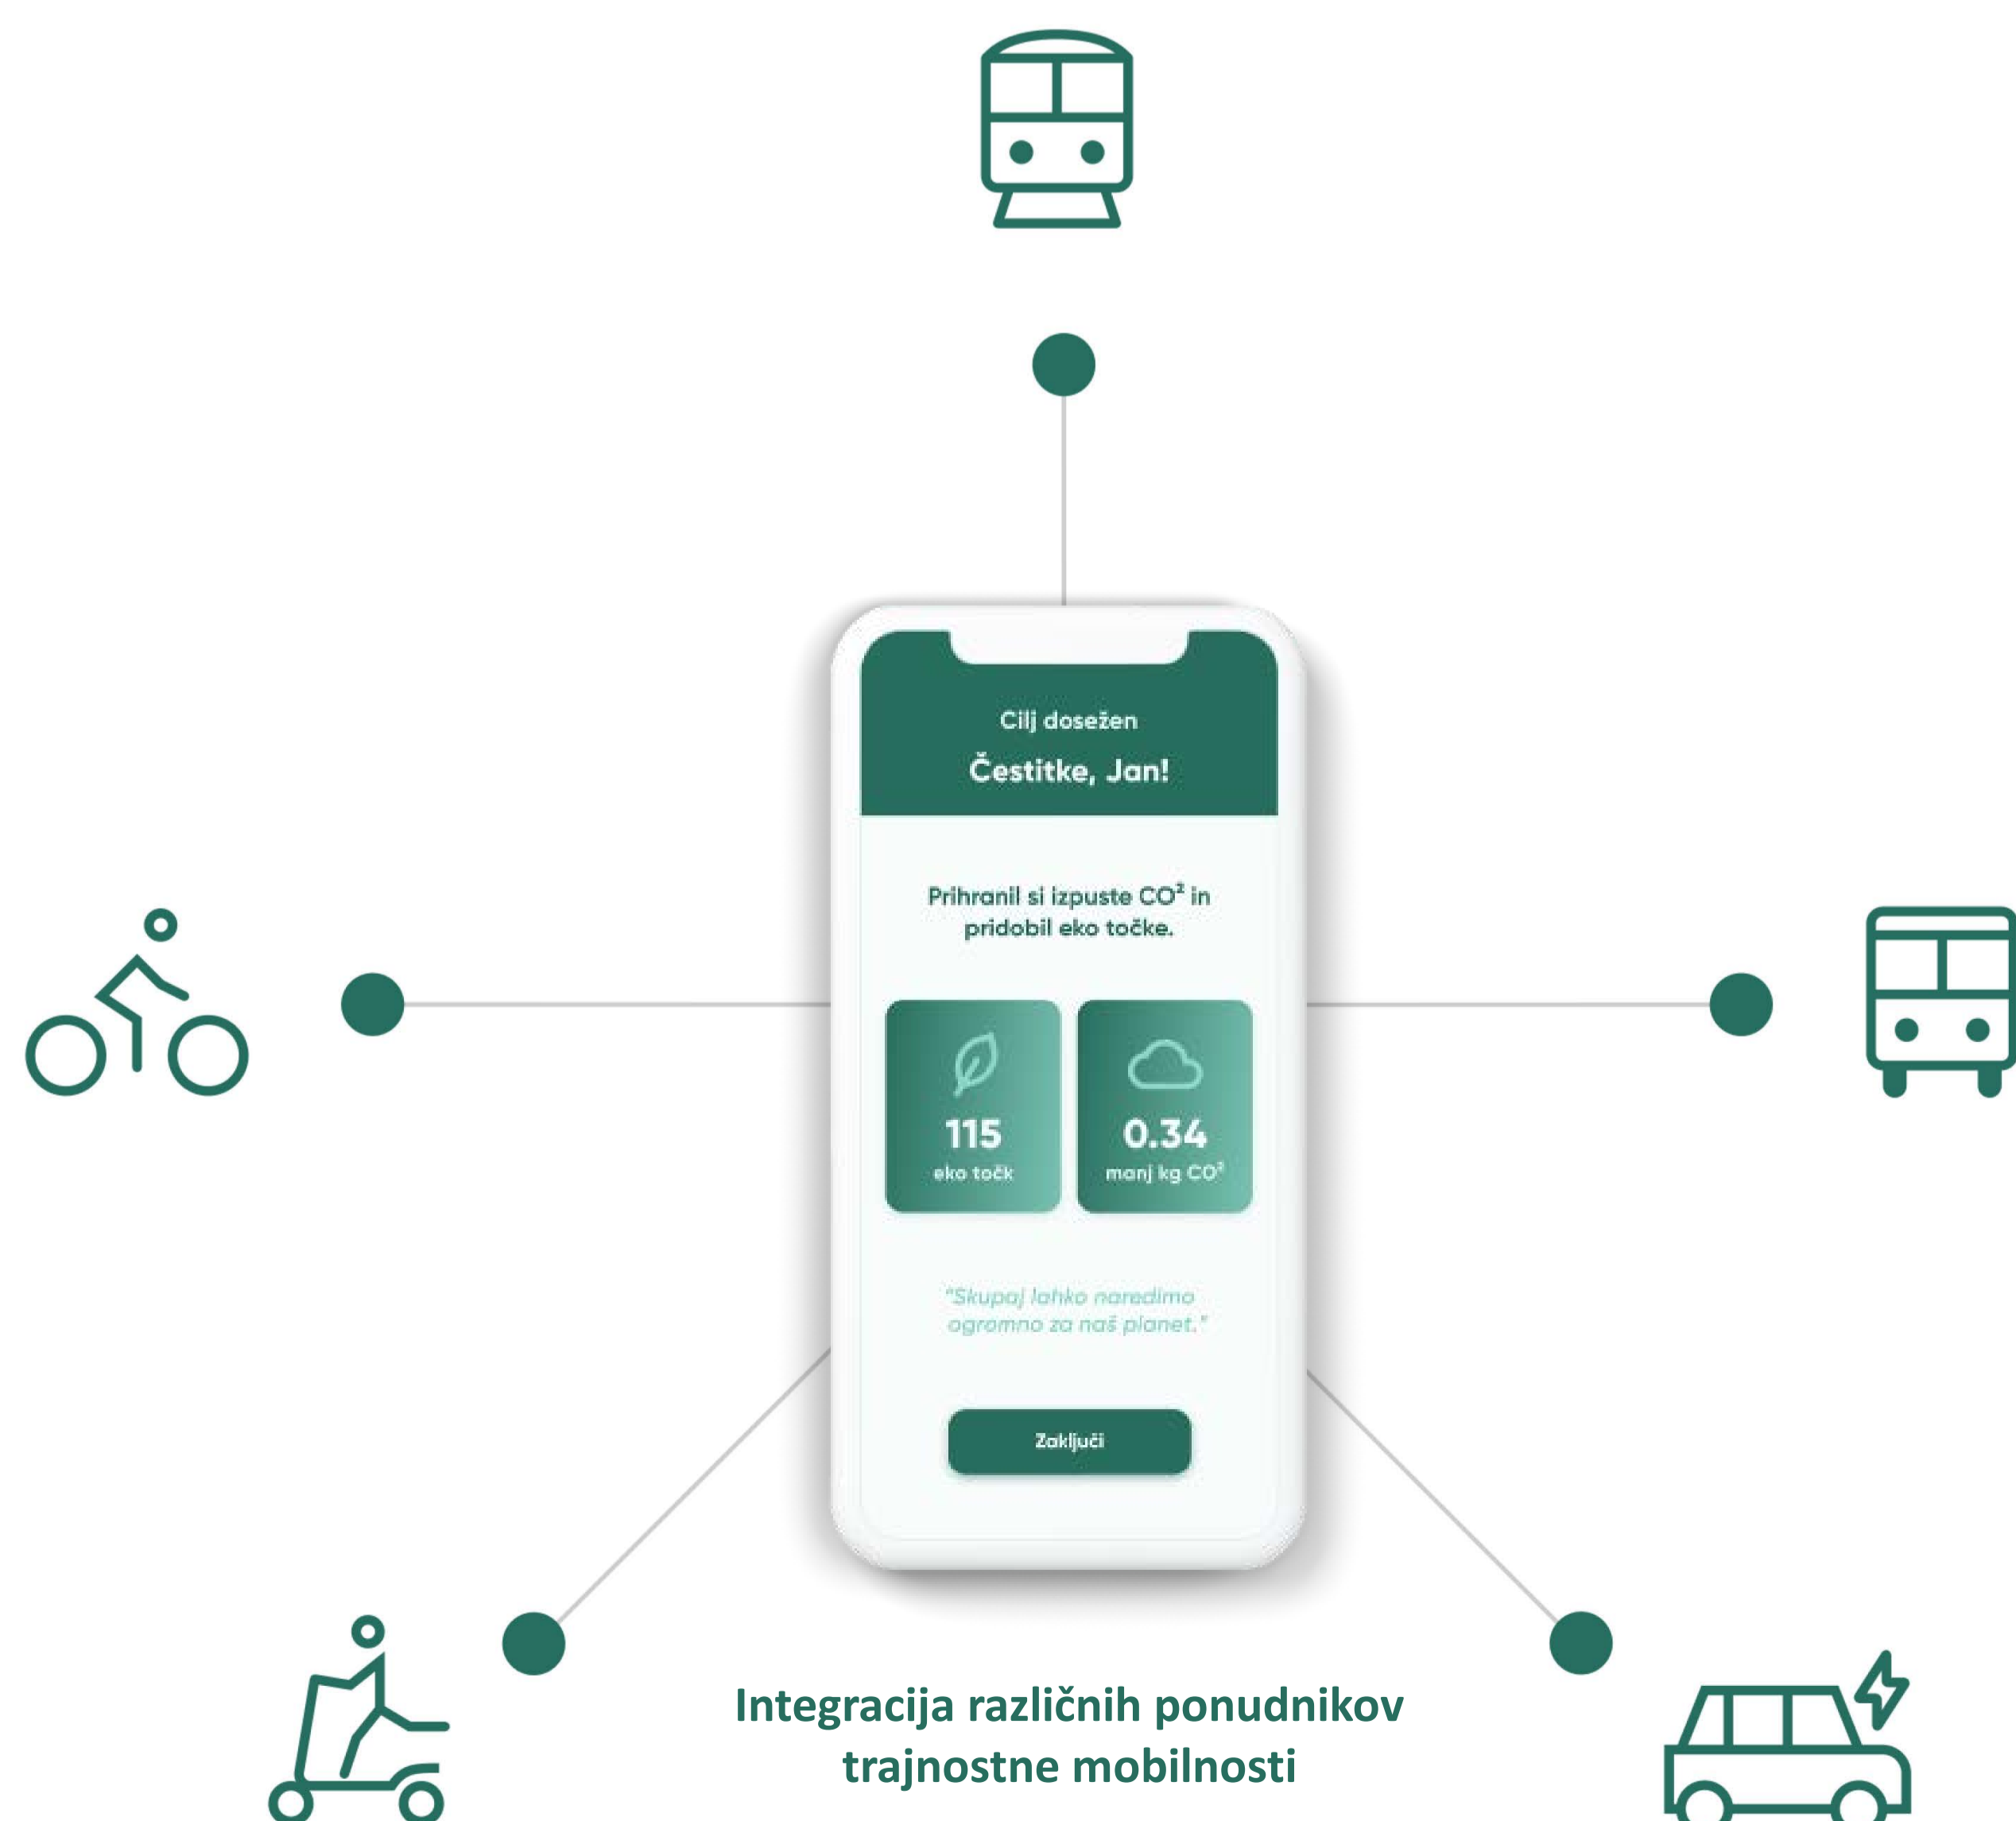 Cilj dosežen
Čestitke, Jan!
Prihranil si izpuste CO² in
pridobil eko točke.
115
eko točk
0.34
manj kg CO²
"Skupaj lahko naredimo
ogromno za naš planet."
Zaključi
Integracija različnih ponudnikov
trajnostne mobilnosti